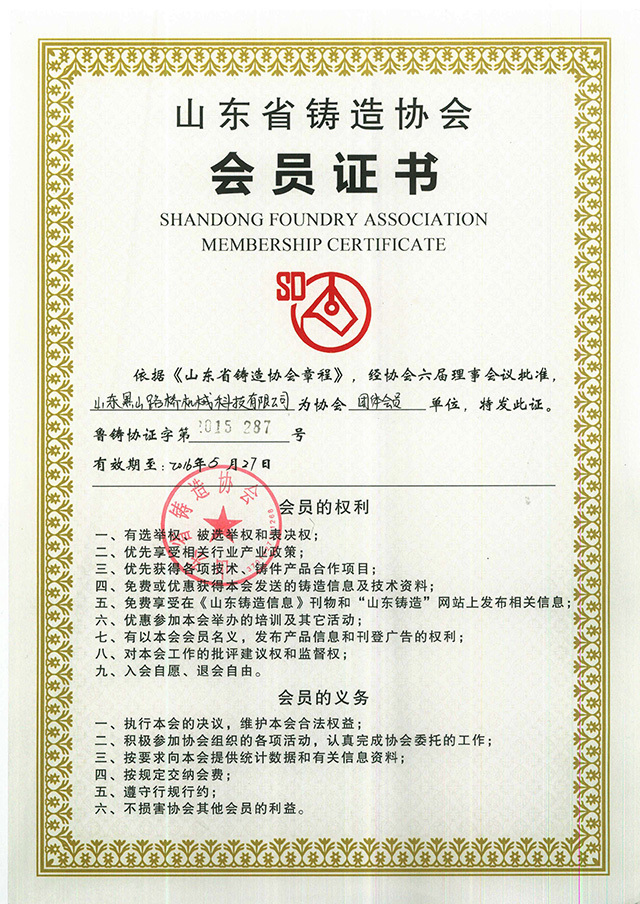 山东省铸造协会
会员证书
SHANDONG FOUNDRY ASSOCIATION
MEMBERSHIP CERTIFICATE
SD
依据《山东省铸造协会章程》，经协会六届理事会议批准，
山东黑山路桥机械科技有限公司为协会 团体会员 单位，特发此证。
鲁铸协证字第 2015 287 号
有效期至：2016年5月27日
山东省铸造协会
会员的权利
一、有选举权、被选举权和表决权；
二、优先享受相关行业产业政策；
三、优先获得各项技术、铸件产品合作项目；
四、免费或优惠获得本会发送的铸造信息及技术资料；
五、免费享受在《山东铸造信息》刊物和“山东铸造”网站上发布相关信息；
六、优惠参加本会举办的培训及其它活动；
七、有以本会会员名义，发布产品信息和刊登广告的权利；
八、对本会工作的批评建议权和监督权；
九、入会自愿、退会自由。
会员的义务
一、执行本会的决议，维护本会合法权益；
二、积极参加协会组织的各项活动，认真完成协会委托的工作；
三、按要求向本会提供统计数据和有关信息资料；
四、按规定交纳会费；
五、遵守行规行约；
六、不损害协会其他会员的利益。